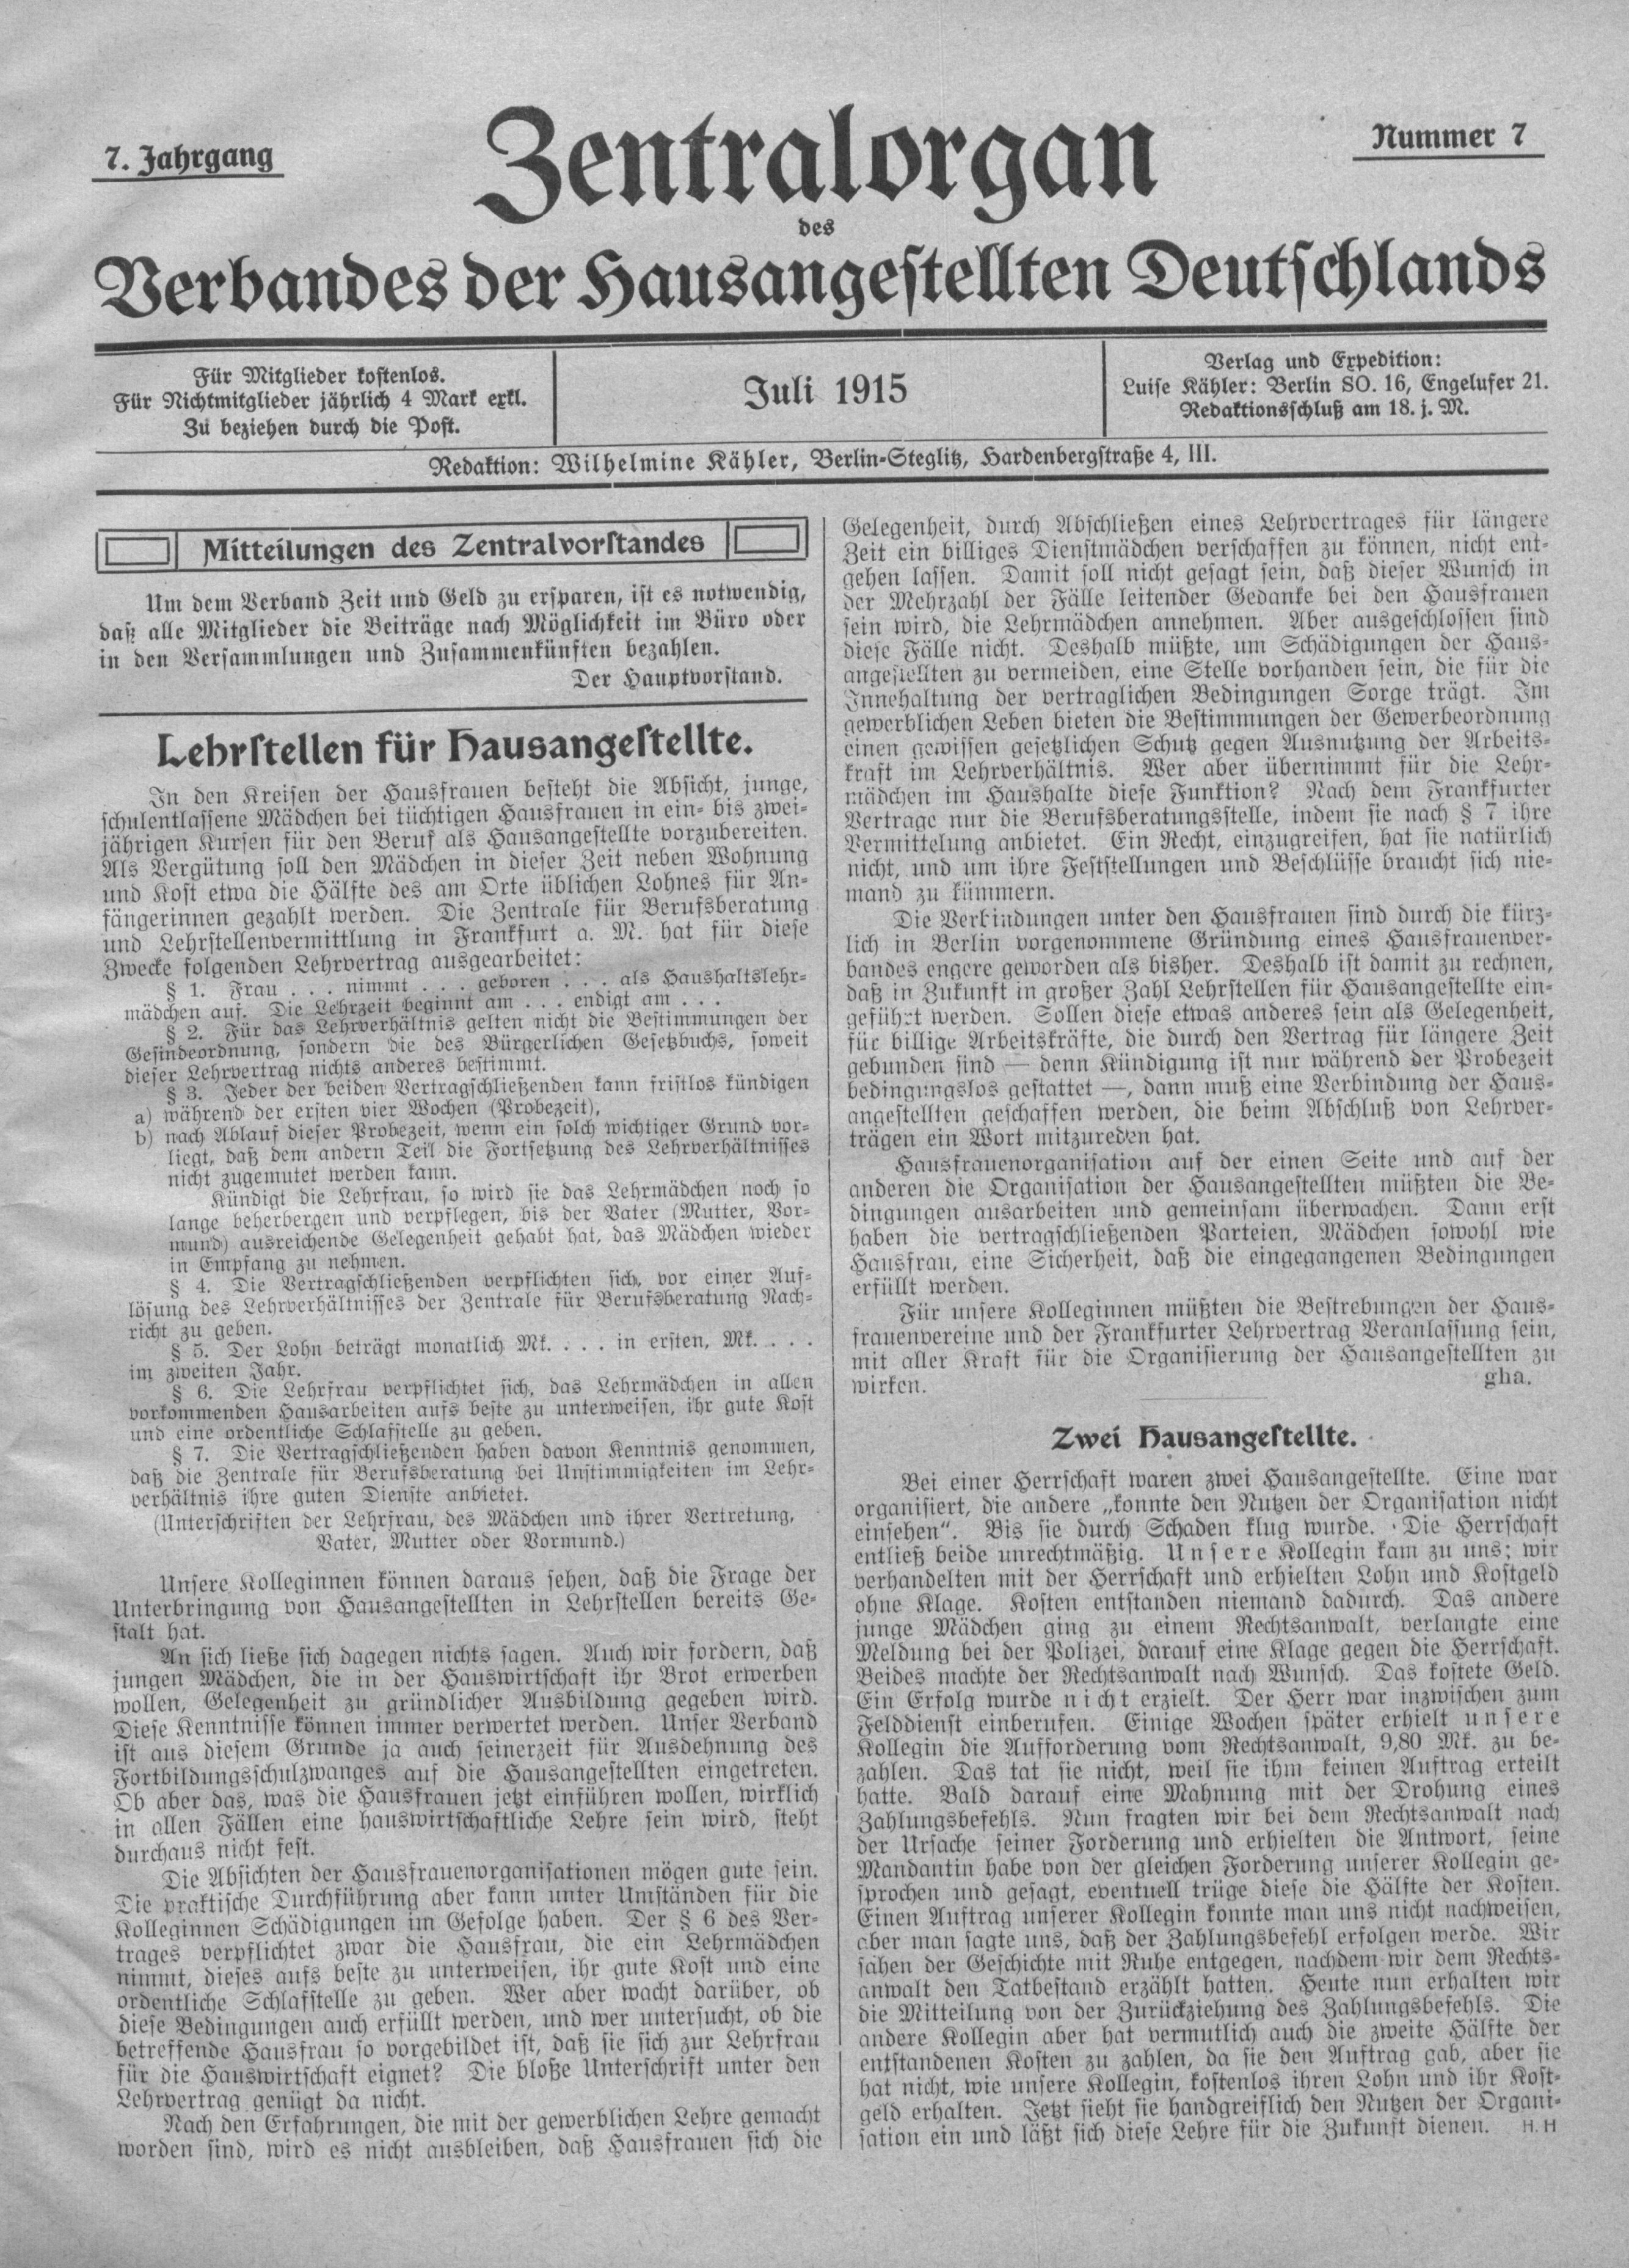 7. Jahrgang
Nummer 7
Zentralorgan
des
Verbandes der Hausangestellten Deutschlands
Für Mitglieder kostenlos.
Für Nichtmitglieder jährlich 4 Mark exkl.
Zu beziehen durch die Post.
Juli 1915
Verlag und Expedition:
Luise Kähler: Berlin SO. 16, Engelufer 21.
Redaktionsschluß am 18. j. M.
Redaktion: Wilhelmine Kähler, Berlin-Steglitz, Hardenbergstraße 4, III.
Mitteilungen des Zentralvorstandes
Um dem Verband Zeit und Geld zu ersparen, ist es notwendig,
daß alle Mitglieder die Beiträge nach Möglichkeit im Büro oder
in den Versammlungen und Zusammenkünften bezahlen.
Der Hauptvorstand.
Lehrstellen für Hausangestellte.
In den Kreisen der Hausfrauen besteht die Absicht, junge,
schulentlassene Mädchen bei tüchtigen Hausfrauen in ein- bis zwei-
jährigen Kursen für den Beruf als Hausangestellte vorzubereiten.
Als Vergütung soll den Mädchen in dieser Zeit neben Wohnung
und Kost etwa die Hälfte des am Orte üblichen Lohnes für An-
fängerinnen gezahlt werden. Die Zentrale für Berufsberatung
und Lehrstellenvermittlung in Frankfurt a. M. hat für diese
Zwecke folgenden Lehrvertrag ausgearbeitet:
§ 1. Frau . . . nimmt . . . geboren . . . als Haushaltslehr-
mädchen auf. Die Lehrzeit beginnt am . . . endigt am . . .
§ 2. Für das Lehrverhältnis gelten nicht die Bestimmungen der
Gesindeordnung, sondern die des Bürgerlichen Gesetzbuchs, soweit
dieser Lehrvertrag nichts anderes bestimmt.
§ 3. Jeder der beiden Vertragschließenden kann fristlos kündigen
a) während der ersten vier Wochen (Probezeit),
b) nach Ablauf dieser Probezeit, wenn ein solch wichtiger Grund vor-
liegt, daß dem andern Teil die Fortsetzung des Lehrverhältnisses
nicht zugemutet werden kann.
Kündigt die Lehrfrau, so wird sie das Lehrmädchen noch so
lange beherbergen und verpflegen, bis der Vater (Mutter, Vor-
mund) ausreichende Gelegenheit gehabt hat, das Mädchen wieder
in Empfang zu nehmen.
§ 4. Die Vertragschließenden verpflichten sich, vor einer Auf-
lösung des Lehrverhältnisses der Zentrale für Berufsberatung Nach-
richt zu geben.
§ 5. Der Lohn beträgt monatlich Mk. . . . in ersten, Mk. . . .
im zweiten Jahr.
§ 6. Die Lehrfrau verpflichtet sich, das Lehrmädchen in allen
vorkommenden Hausarbeiten aufs beste zu unterweisen, ihr gute Kost
und eine ordentliche Schlafstelle zu geben.
§ 7. Die Vertragschließenden haben davon Kenntnis genommen,
daß die Zentrale für Berufsberatung bei Unstimmigkeiten im Lehr-
verhältnis ihre guten Dienste anbietet.
(Unterschriften der Lehrfrau, des Mädchen und ihrer Vertretung,
Vater, Mutter oder Vormund.)
Unsere Kolleginnen können daraus sehen, daß die Frage der
Unterbringung von Hausangestellten in Lehrstellen bereits Ge-
stalt hat.
An sich ließe sich dagegen nichts sagen. Auch wir fordern, daß
jungen Mädchen, die in der Hauswirtschaft ihr Brot erwerben
wollen, Gelegenheit zu gründlicher Ausbildung gegeben wird.
Diese Kenntnisse können immer verwertet werden. Unser Verband
ist aus diesem Grunde ja auch seinerzeit für Ausdehnung des
Fortbildungsschulzwanges auf die Hausangestellten eingetreten.
Ob aber das, was die Hausfrauen jetzt einführen wollen, wirklich
in allen Fällen eine hauswirtschaftliche Lehre sein wird, steht
durchaus nicht fest.
Die Absichten der Hausfrauenorganisationen mögen gute sein.
Die praktische Durchführung aber kann unter Umständen für die
Kolleginnen Schädigungen im Gefolge haben. Der § 6 des Ver-
trages verpflichtet zwar die Hausfrau, die ein Lehrmädchen
nimmt, dieses aufs beste zu unterweisen, ihr gute Kost und eine
ordentliche Schlafstelle zu geben. Wer aber wacht darüber, ob
diese Bedingungen auch erfüllt werden, und wer untersucht, ob die
betreffende Hausfrau so vorgebildet ist, daß sie sich zur Lehrfrau
für die Hauswirtschaft eignet? Die bloße Unterschrift unter den
Lehrvertrag genügt da nicht.
Nach den Erfahrungen, die mit der gewerblichen Lehre gemacht
worden sind, wird es nicht ausbleiben, daß Hausfrauen sich die
Gelegenheit, durch Abschließen eines Lehrvertrages für längere
Zeit ein billiges Dienstmädchen verschaffen zu können, nicht ent-
gehen lassen. Damit soll nicht gesagt sein, daß dieser Wunsch in
der Mehrzahl der Fälle leitender Gedanke bei den Hausfrauen
sein wird, die Lehrmädchen annehmen. Aber ausgeschlossen sind
diese Fälle nicht. Deshalb müßte, um Schädigungen der Haus-
angestellten zu vermeiden, eine Stelle vorhanden sein, die für die
Innehaltung der vertraglichen Bedingungen Sorge trägt. Im
gewerblichen Leben bieten die Bestimmungen der Gewerbeordnung
einen gewissen gesetzlichen Schutz gegen Ausnutzung der Arbeits-
kraft im Lehrverhältnis. Wer aber übernimmt für die Lehr-
mädchen im Haushalte diese Funktion? Nach dem Frankfurter
Vertrage nur die Berufsberatungsstelle, indem sie nach § 7 ihre
Vermittelung anbietet. Ein Recht, einzugreifen, hat sie natürlich
nicht, und um ihre Feststellungen und Beschlüsse braucht sich nie-
mand zu kümmern.
Die Verbindungen unter den Hausfrauen sind durch die kürz-
lich in Berlin vorgenommene Gründung eines Hausfrauenver-
bandes engere geworden als bisher. Deshalb ist damit zu rechnen,
daß in Zukunft in großer Zahl Lehrstellen für Hausangestellte ein-
geführt werden. Sollen diese etwas anderes sein als Gelegenheit,
für billige Arbeitskräfte, die durch den Vertrag für längere Zeit
gebunden sind — denn Kündigung ist nur während der Probezeit
bedingungslos gestattet —, dann muß eine Verbindung der Haus-
angestellten geschaffen werden, die beim Abschluß von Lehrver-
trägen ein Wort mitzureden hat.
Hausfrauenorganisation auf der einen Seite und auf der
anderen die Organisation der Hausangestellten müßten die Be-
dingungen ausarbeiten und gemeinsam überwachen. Dann erst
haben die vertragschließenden Parteien, Mädchen sowohl wie
Hausfrau, eine Sicherheit, daß die eingegangenen Bedingungen
erfüllt werden.
Für unsere Kolleginnen müßten die Bestrebungen der Haus-
frauenvereine und der Frankfurter Lehrvertrag Veranlassung sein,
mit aller Kraft für die Organisierung der Hausangestellten zu
wirken. gha.
Zwei Hausangestellte.
Bei einer Herrschaft waren zwei Hausangestellte. Eine war
organisiert, die andere „konnte den Nutzen der Organisation nicht
einsehen“. Bis sie durch Schaden klug wurde. Die Herrschaft
entließ beide unrechtmäßig. Unsere Kollegin kam zu uns; wir
verhandelten mit der Herrschaft und erhielten Lohn und Kostgeld
ohne Klage. Kosten entstanden niemand dadurch. Das andere
junge Mädchen ging zu einem Rechtsanwalt, verlangte eine
Meldung bei der Polizei, darauf eine Klage gegen die Herrschaft.
Beides machte der Rechtsanwalt nach Wunsch. Das kostete Geld.
Ein Erfolg wurde nicht erzielt. Der Herr war inzwischen zum
Felddienst einberufen. Einige Wochen später erhielt unsere
Kollegin die Aufforderung vom Rechtsanwalt, 9,80 Mk. zu be-
zahlen. Das tat sie nicht, weil sie ihm keinen Auftrag erteilt
hatte. Bald darauf eine Mahnung mit der Drohung eines
Zahlungsbefehls. Nun fragten wir bei dem Rechtsanwalt nach
der Ursache seiner Forderung und erhielten die Antwort, seine
Mandantin habe von der gleichen Forderung unserer Kollegin ge-
sprochen und gesagt, eventuell trüge diese die Hälfte der Kosten.
Einen Auftrag unserer Kollegin konnte man uns nicht nachweisen,
aber man sagte uns, daß der Zahlungsbefehl erfolgen werde. Wir
sahen der Geschichte mit Ruhe entgegen, nachdem wir dem Rechts-
anwalt den Tatbestand erzählt hatten. Heute nun erhalten wir
die Mitteilung von der Zurückziehung des Zahlungsbefehls. Die
andere Kollegin aber hat vermutlich auch die zweite Hälfte der
entstandenen Kosten zu zahlen, da sie den Auftrag gab, aber sie
hat nicht, wie unsere Kollegin, kostenlos ihren Lohn und ihr Kost-
geld erhalten. Jetzt sieht sie handgreiflich den Nutzen der Organi-
sation ein und läßt sich diese Lehre für die Zukunft dienen. H. H